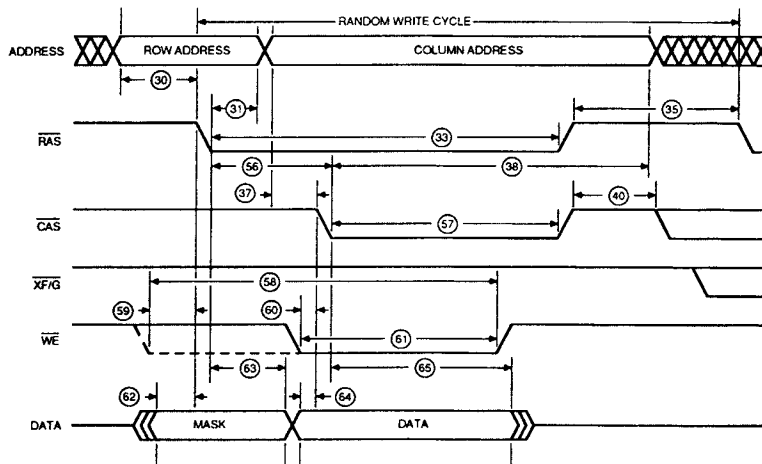 RANDOM WRITE CYCLE
ADDRESS ROW ADDRESS COLUMN ADDRESS
30
31 35
RAS 33
56 38
37 40
CAS 57
XF/G 58
59 60
WE 61
63 65
62 64
DATA MASK DATA